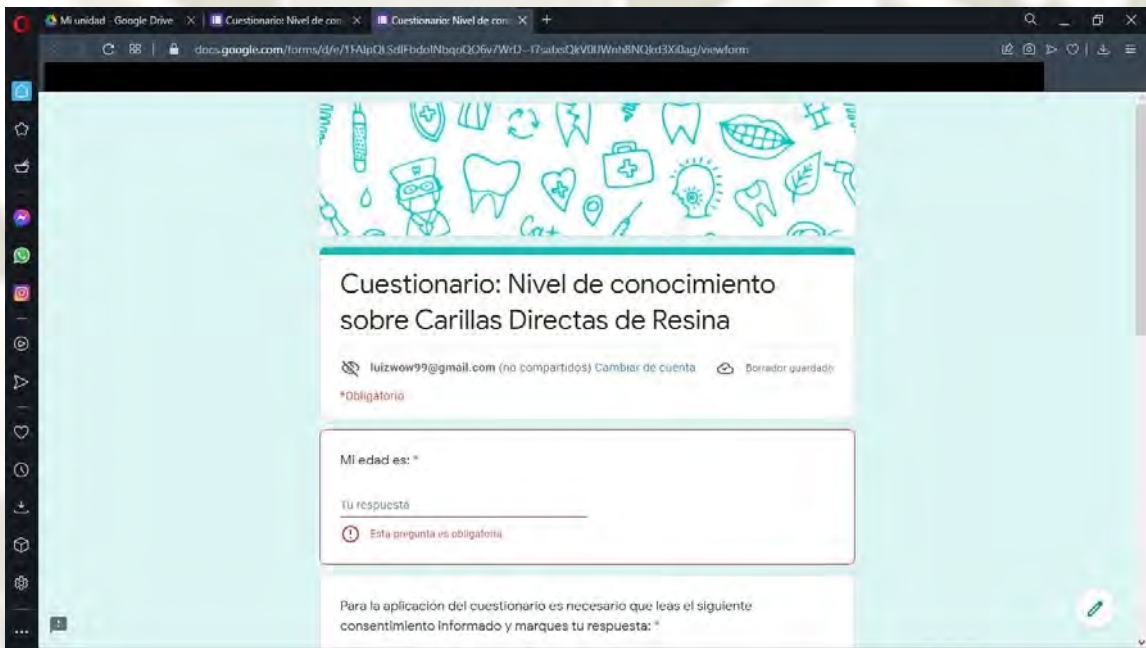 Mi unidad - Google Drive
Cuestionario: Nivel de con
Cuestionario: Nivel de con
Cuestionario: Nivel de conocimiento
sobre Carillas Directas de Resina
luizwow99@gmail.com (no compartidos) Cambiar de cuenta
Borrador guardado
*Obligatorio
Mi edad es: *
Tu respuesta
Esta pregunta es obligatoria
Para la aplicación del cuestionario es necesario que leas el siguiente
consentimiento informado y marques tu respuesta: *